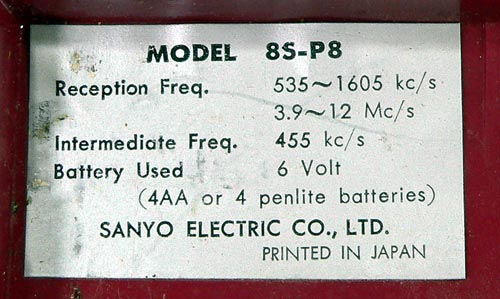 MODEL 8S-P8
Reception Freq. 535~1605 kc/s
3.9~12 Mc/s
Intermediate Freq. 455 kc/s
Battery Used 6 Volt
(4AA or 4 penlite batteries)
SANYO ELECTRIC CO., LTD.
PRINTED IN JAPAN